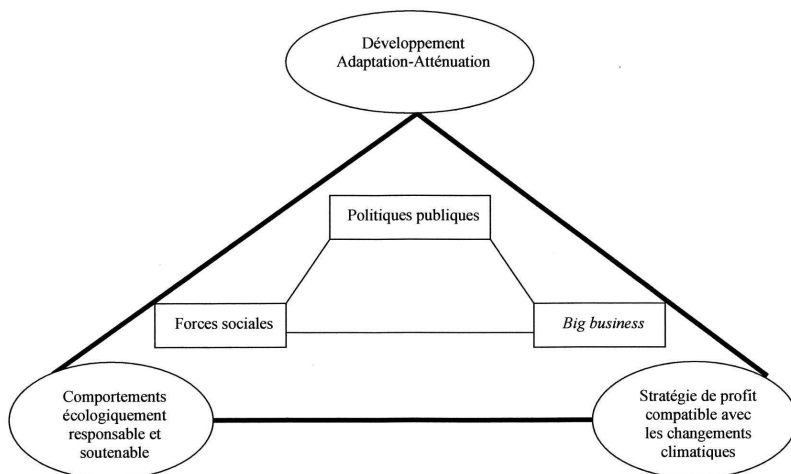 Développement
Adaptation-Atténuation
Politiques publiques
Forces sociales
Big business
Comportements
écologiquement
responsable et
soutenable
Stratégie de profit
compatible avec
les changements
climatiques